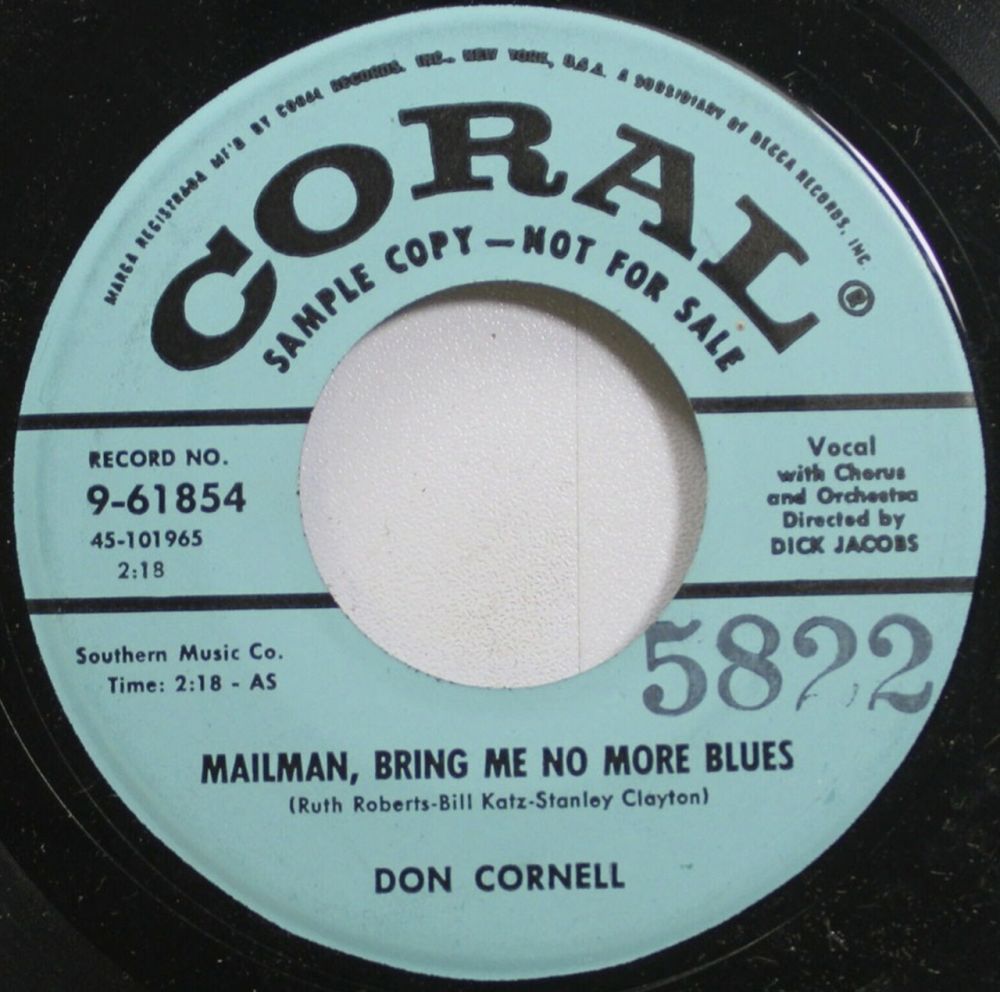 MARCA REGISTRADA MF'D BY CORAL RECORDS, INC., NEW YORK, U.S.A. A SUBSIDIARY OF DECCA RECORDS, INC.
CORAL ®
SAMPLE COPY — NOT FOR SALE
RECORD NO.
9-61854
45-101965
2:18
Vocal
with Chorus
and Orchestra
Directed by
DICK JACOBS
Southern Music Co.
Time: 2:18 - AS
5822
MAILMAN, BRING ME NO MORE BLUES
(Ruth Roberts-Bill Katz-Stanley Clayton)
DON CORNELL